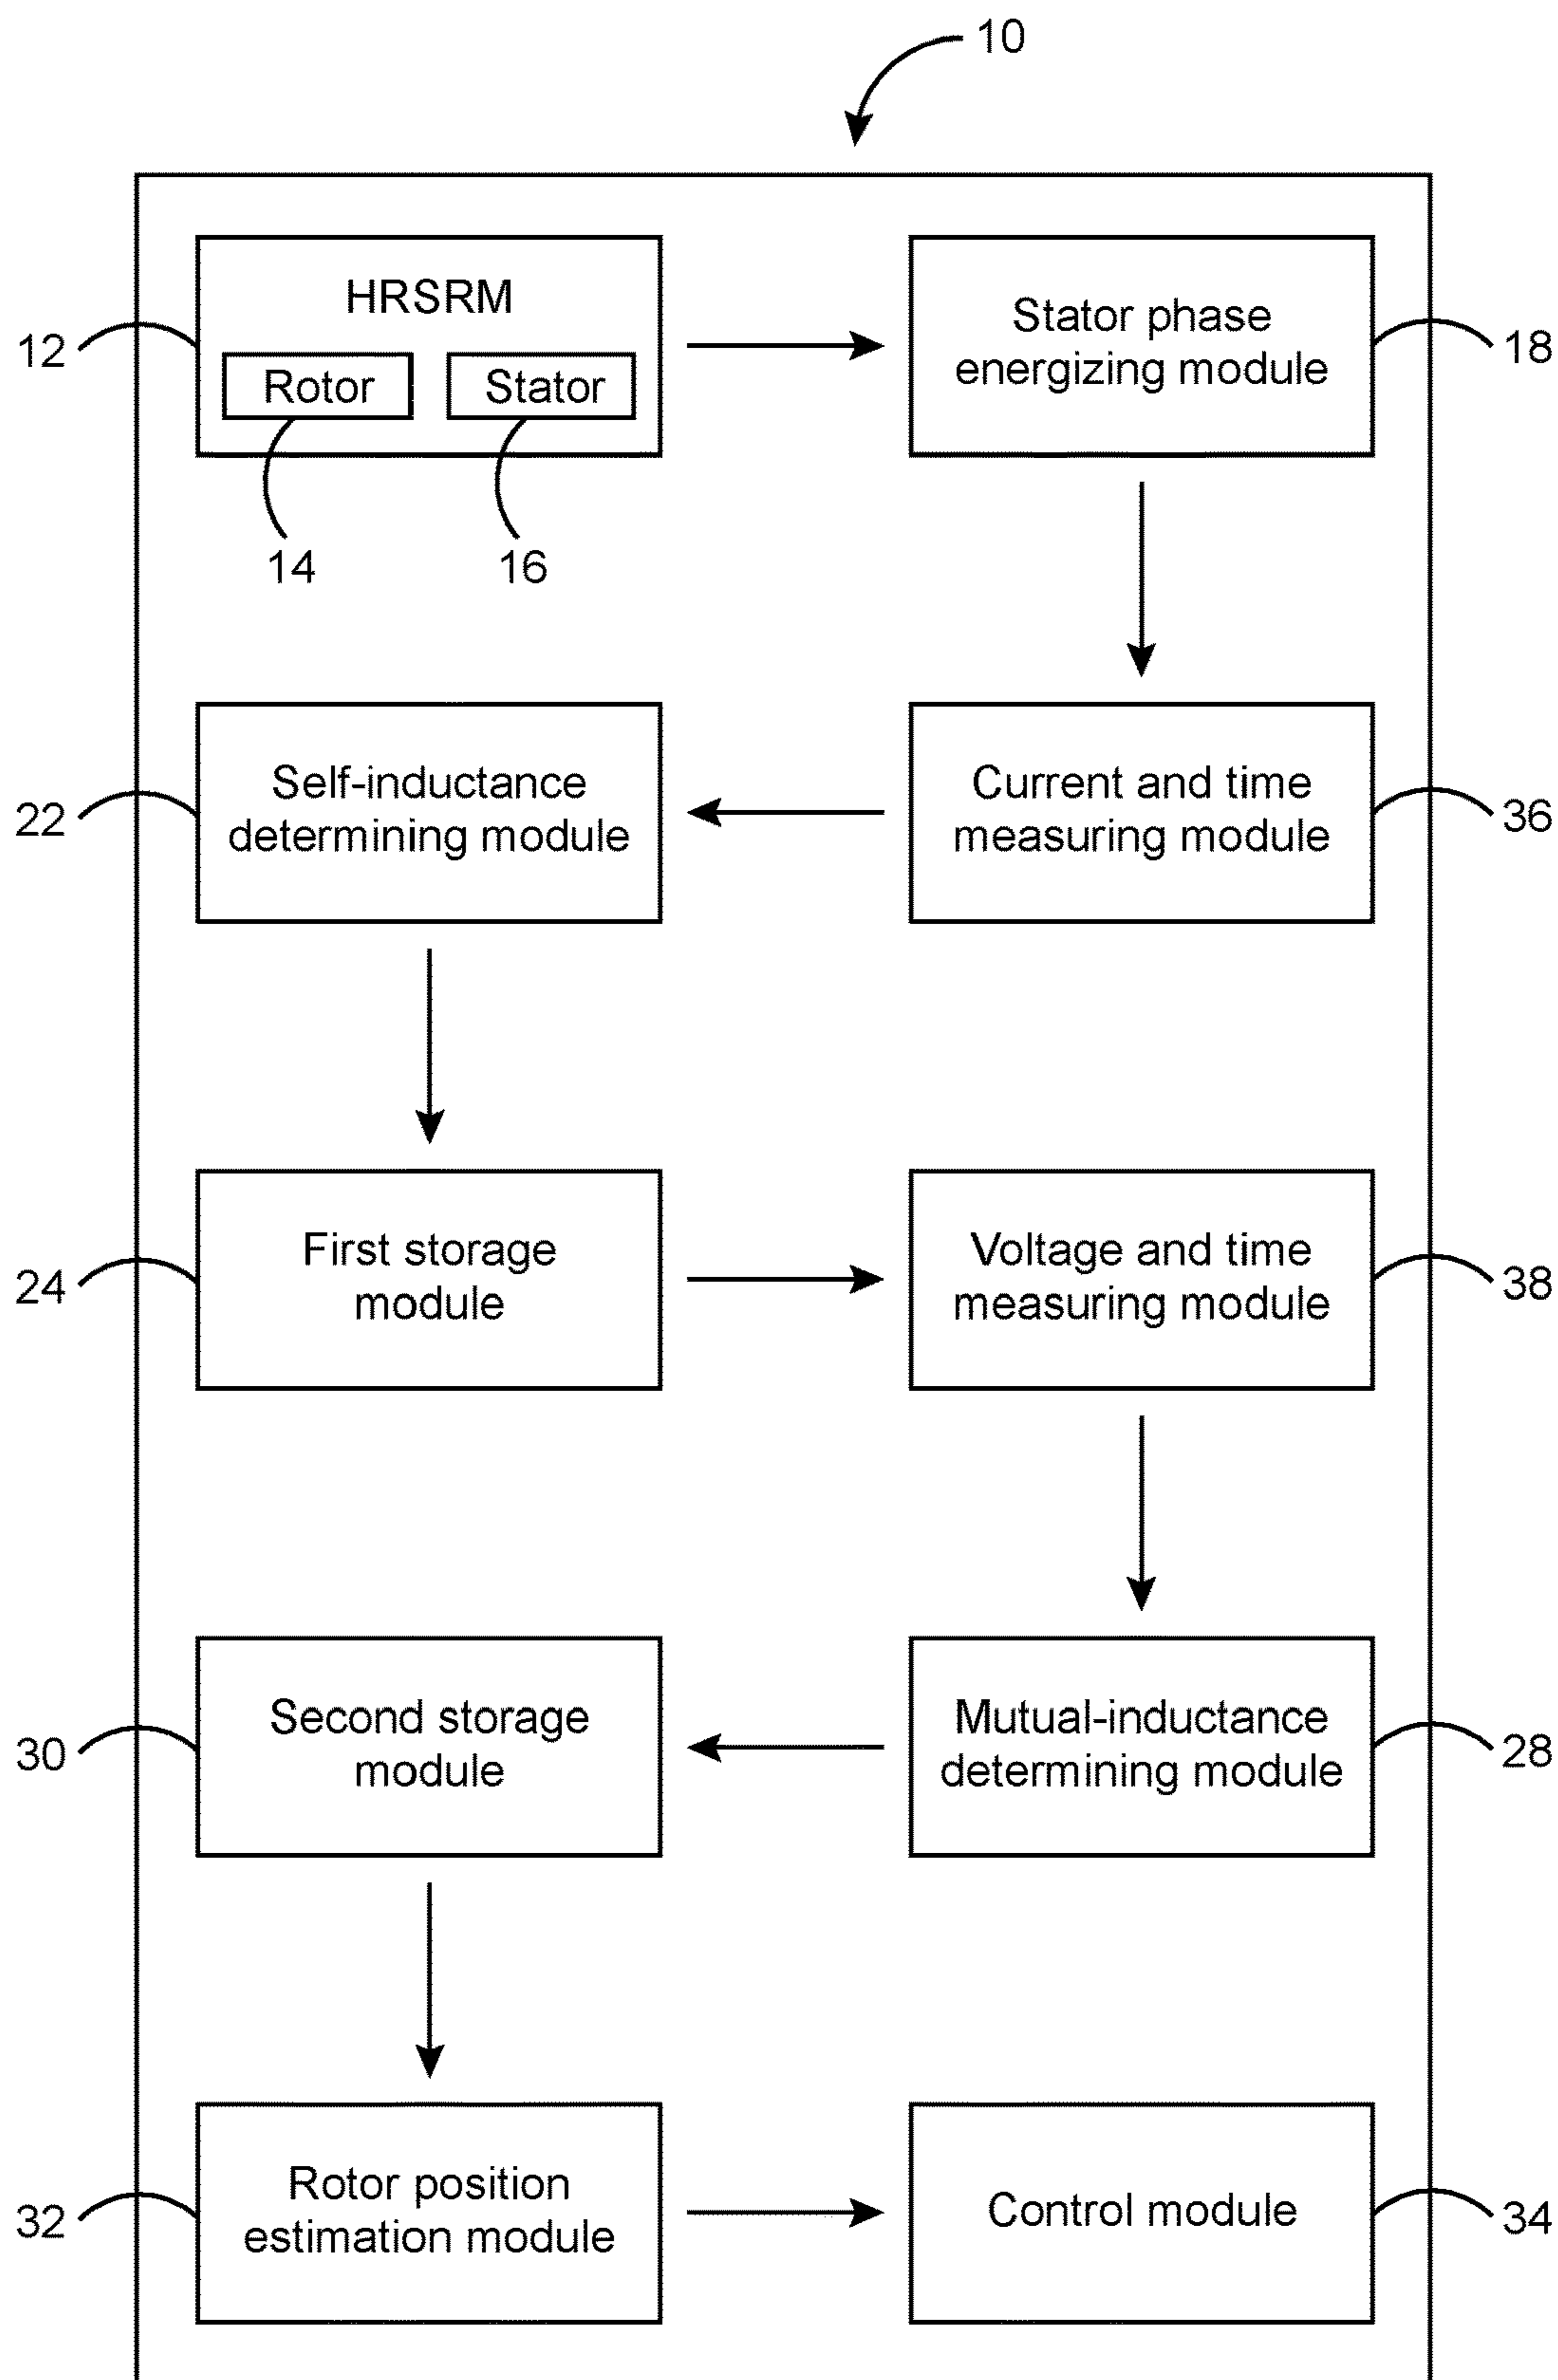 10
HRSRM
Rotor
Stator
12
14
16
Stator phase
energizing module
18
Self-inductance
determining module
22
Current and time
measuring module
36
First storage
module
24
Voltage and time
measuring module
38
Second storage
module
30
Mutual-inductance
determining module
28
Rotor position
estimation module
32
Control module
34